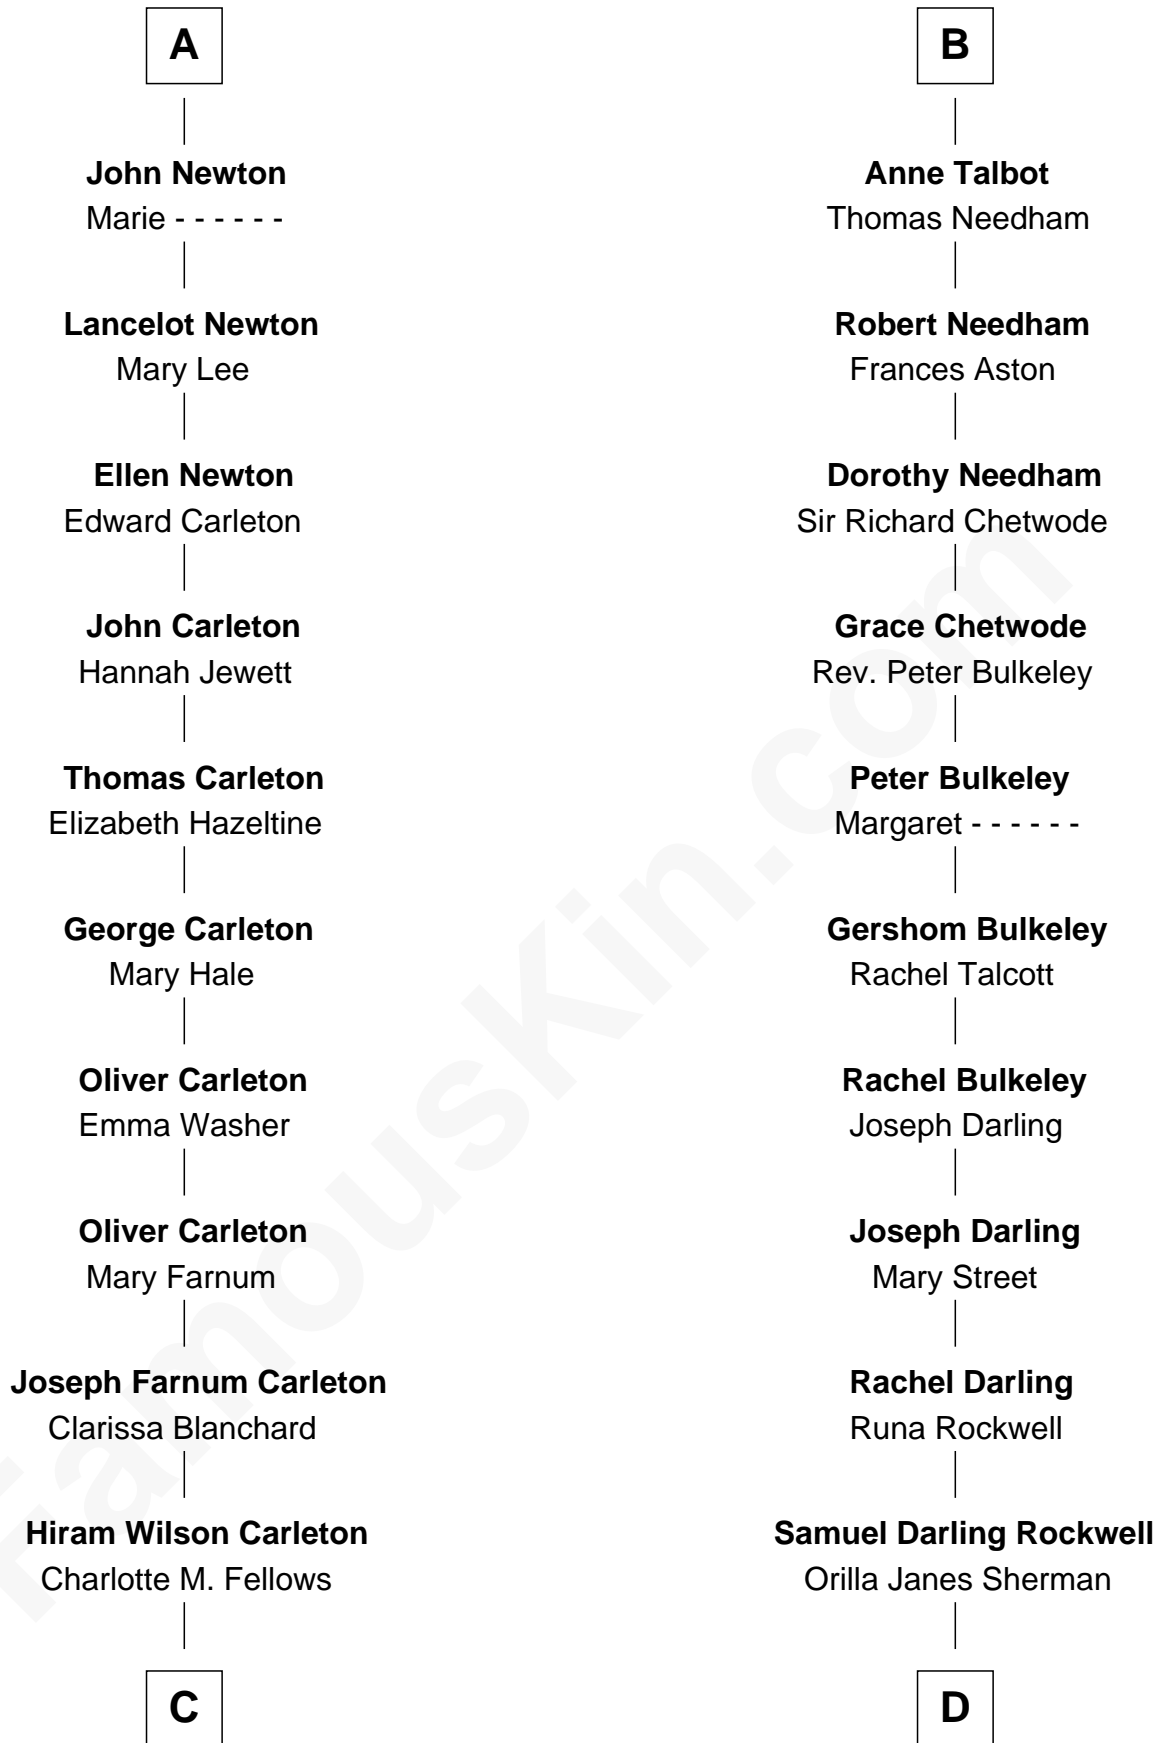 A
John Newton
Marie - - - - - -
Lancelot Newton
Mary Lee
Ellen Newton
Edward Carleton
John Carleton
Hannah Jewett
Thomas Carleton
Elizabeth Hazeltine
George Carleton
Mary Hale
Oliver Carleton
Emma Washer
Oliver Carleton
Mary Farnum
Joseph Farnum Carleton
Clarissa Blanchard
Hiram Wilson Carleton
Charlotte M. Fellows
C
B
Anne Talbot
Thomas Needham
Robert Needham
Frances Aston
Dorothy Needham
Sir Richard Chetwode
Grace Chetwode
Rev. Peter Bulkeley
Peter Bulkeley
Margaret - - - - - -
Gershom Bulkeley
Rachel Talcott
Rachel Bulkeley
Joseph Darling
Joseph Darling
Mary Street
Rachel Darling
Runa Rockwell
Samuel Darling Rockwell
Orilla Janes Sherman
D
FamousKin.com